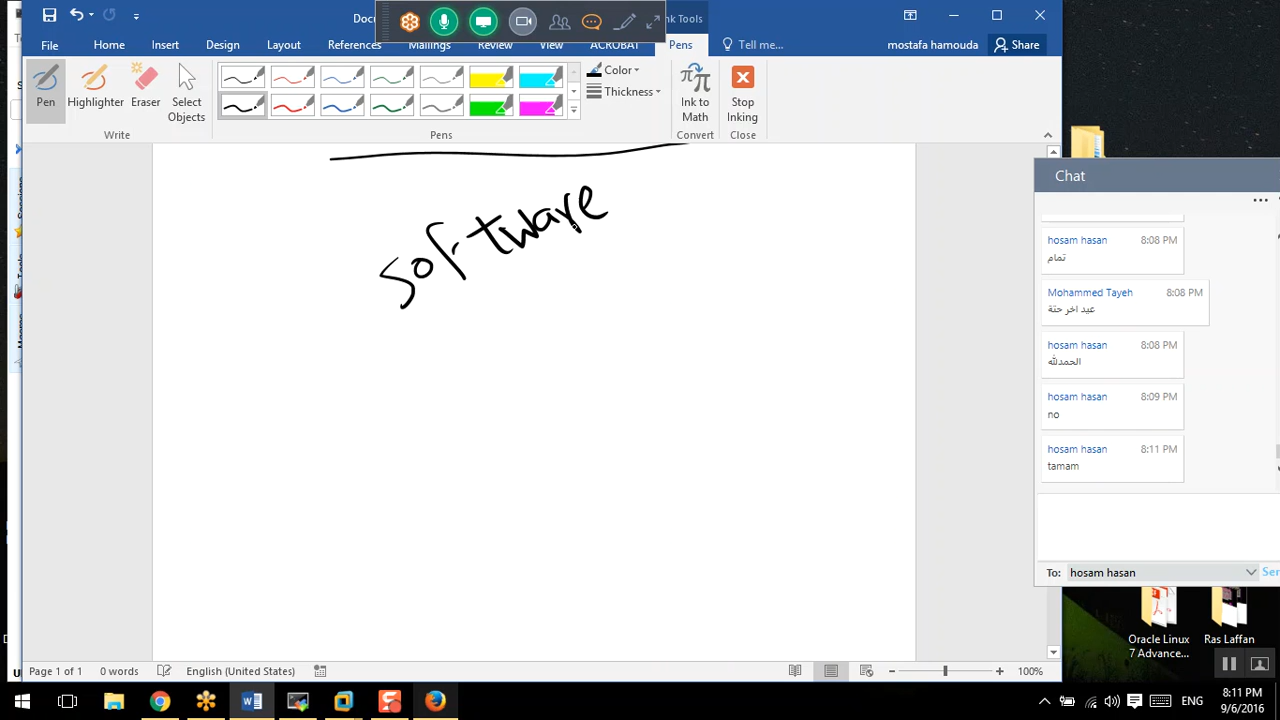 Doc
nk Tools
File
Home
Insert
Design
Layout
References
Mailings
Review
View
ACROBAT
Pens
Tell me...
mostafa hamouda
Share
Pen
Highlighter
Eraser
Select Objects
Color
Thickness
Ink to Math
Stop Inking
Write
Pens
Convert
Close
software
Chat
hosam hasan 8:08 PM
تمام
Mohammed Tayeh 8:08 PM
عيد اخر حتة
hosam hasan 8:08 PM
الحمدلله
hosam hasan 8:09 PM
no
hosam hasan 8:11 PM
tamam
To: hosam hasan Ser
Oracle Linux
7 Advance...
Ras Laffan
Page 1 of 1 0 words English (United States) 100%
ENG
8:11 PM
9/6/2016